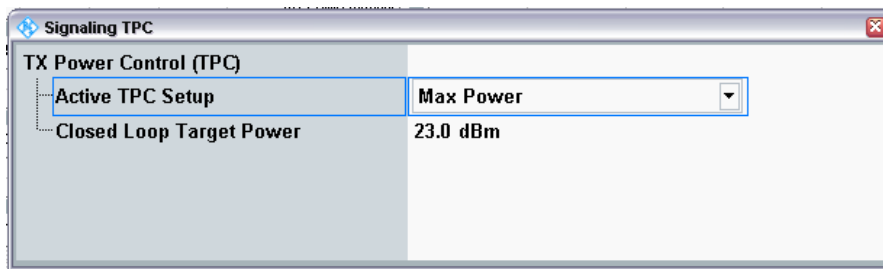 Signaling TPC
TX Power Control (TPC)
Active TPC Setup Max Power
Closed Loop Target Power 23.0 dBm